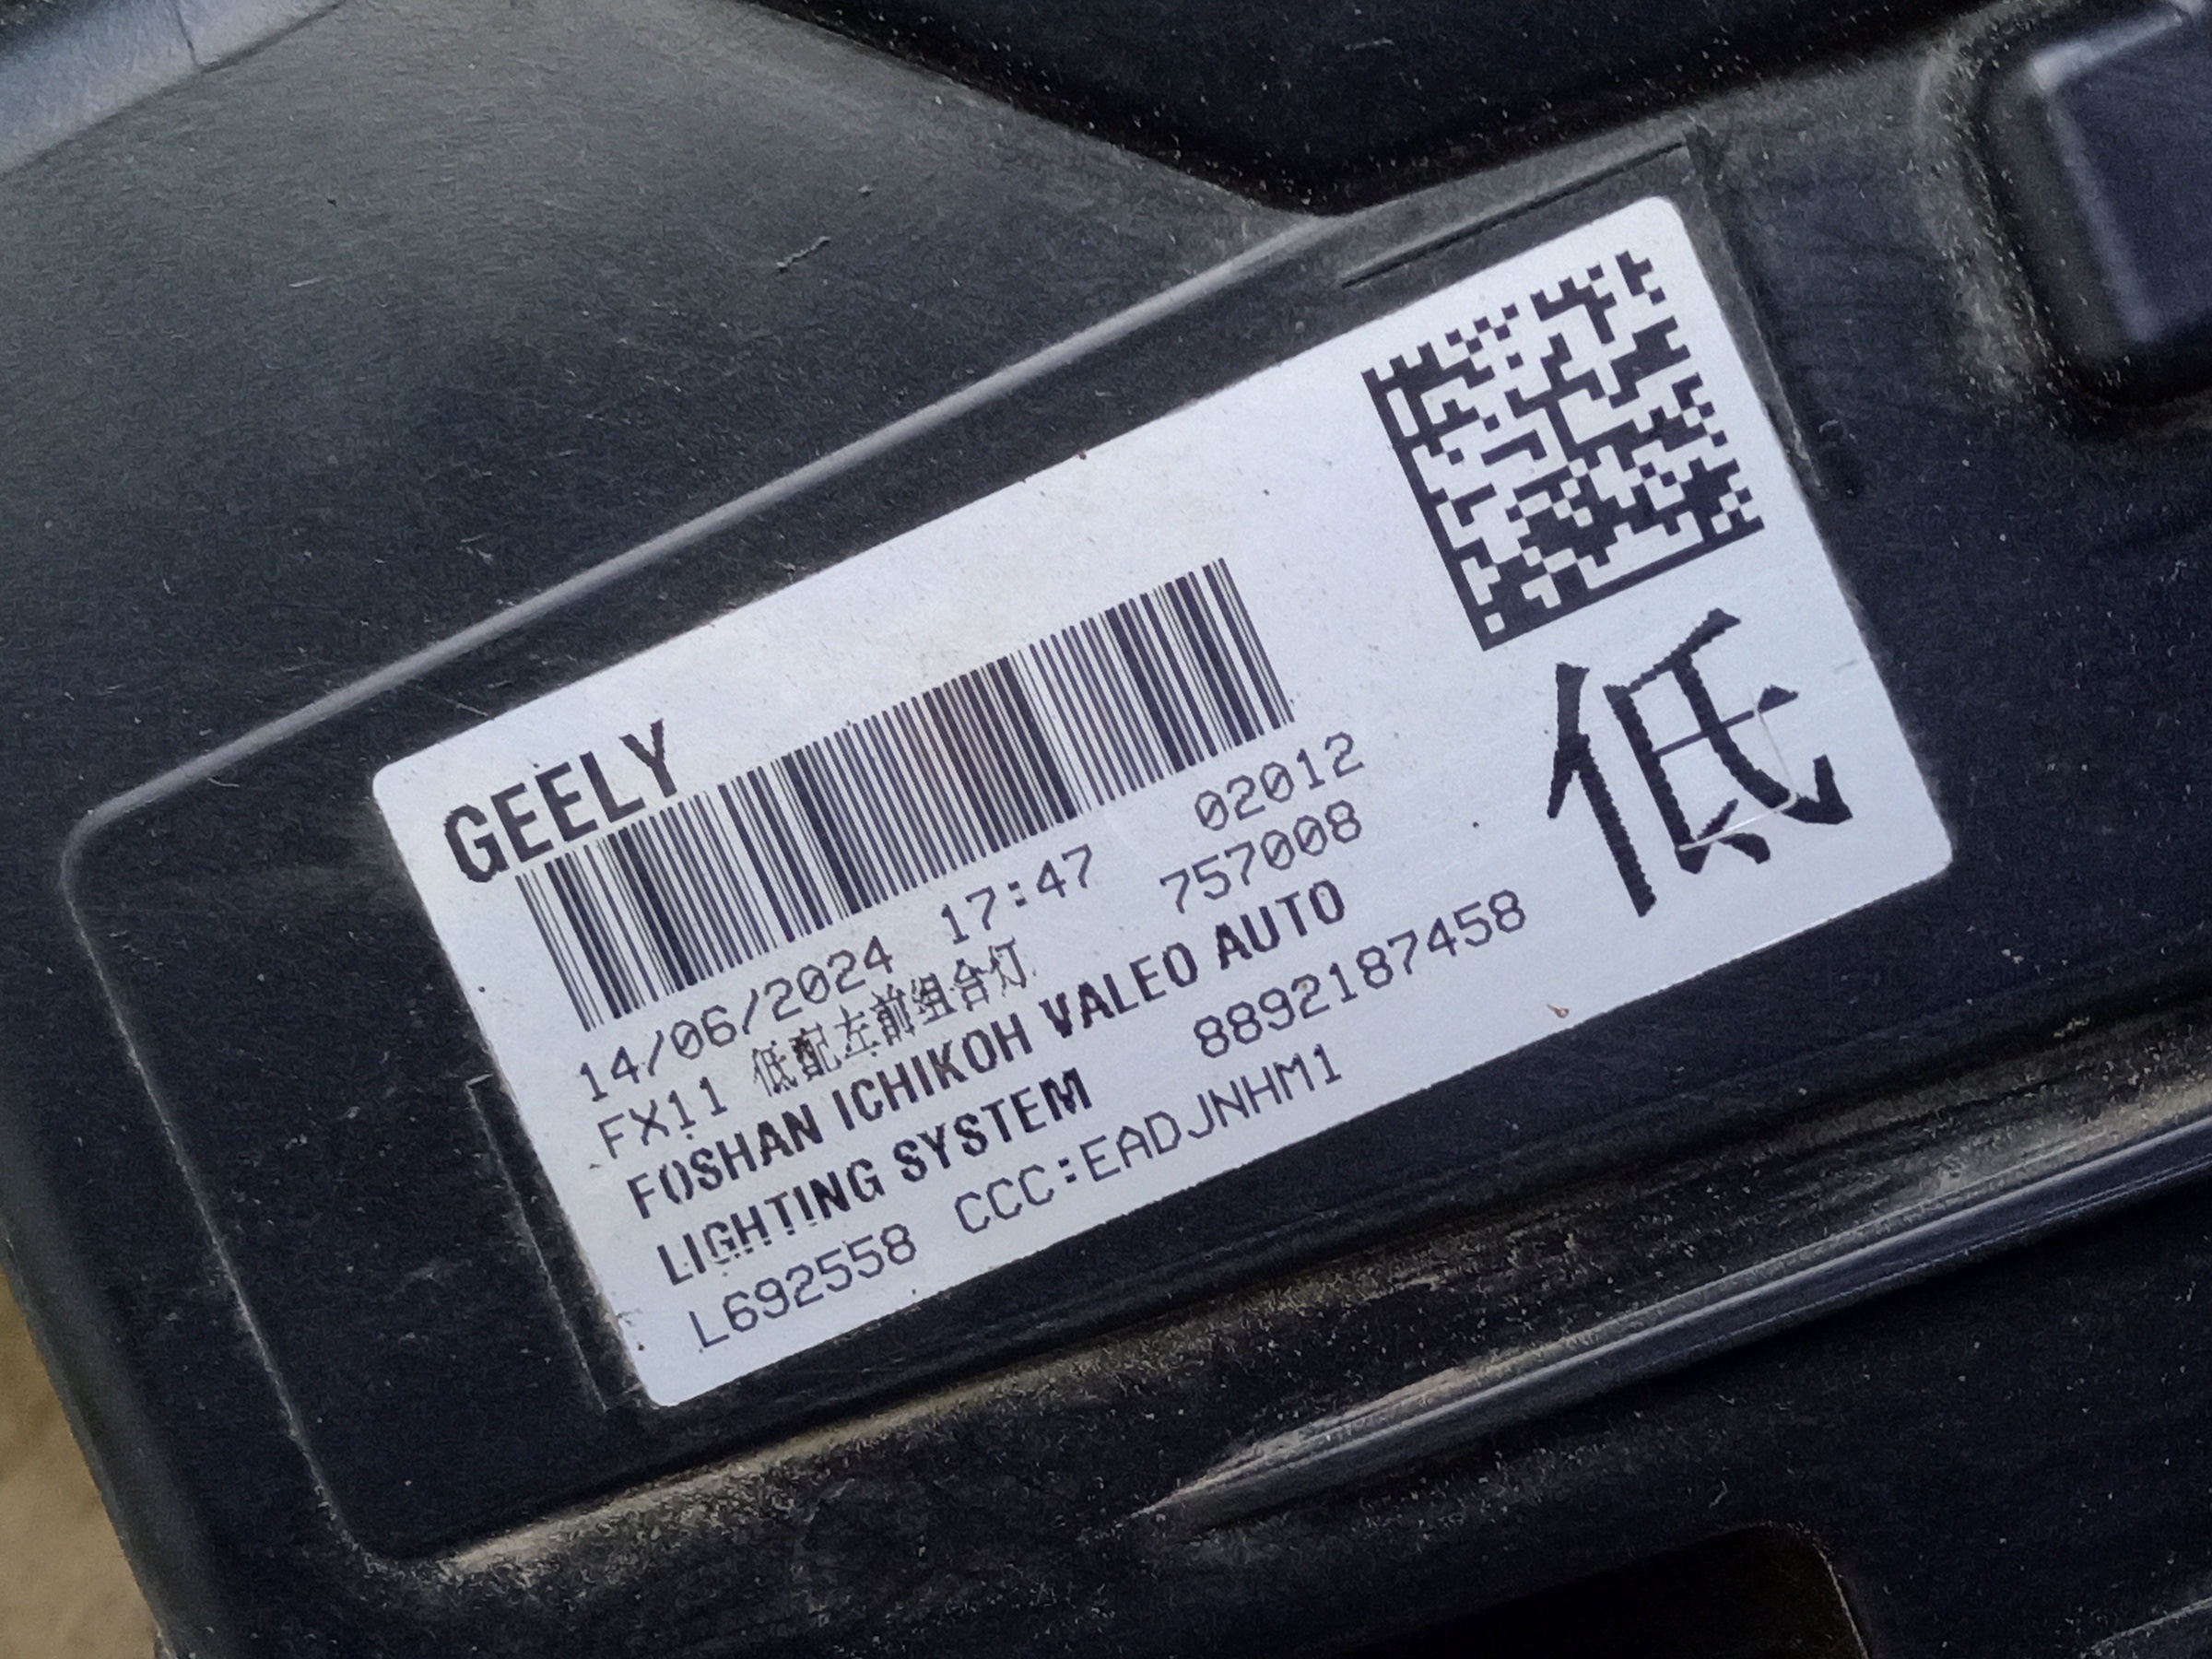 GEELY
14/06/2024 17:47 02012
FX11 低配左前组合灯 757008
FOSHAN ICHIKOH VALEO AUTO
LIGHTING SYSTEM 8892187458
L692558 CCC:EADJNHM1
低